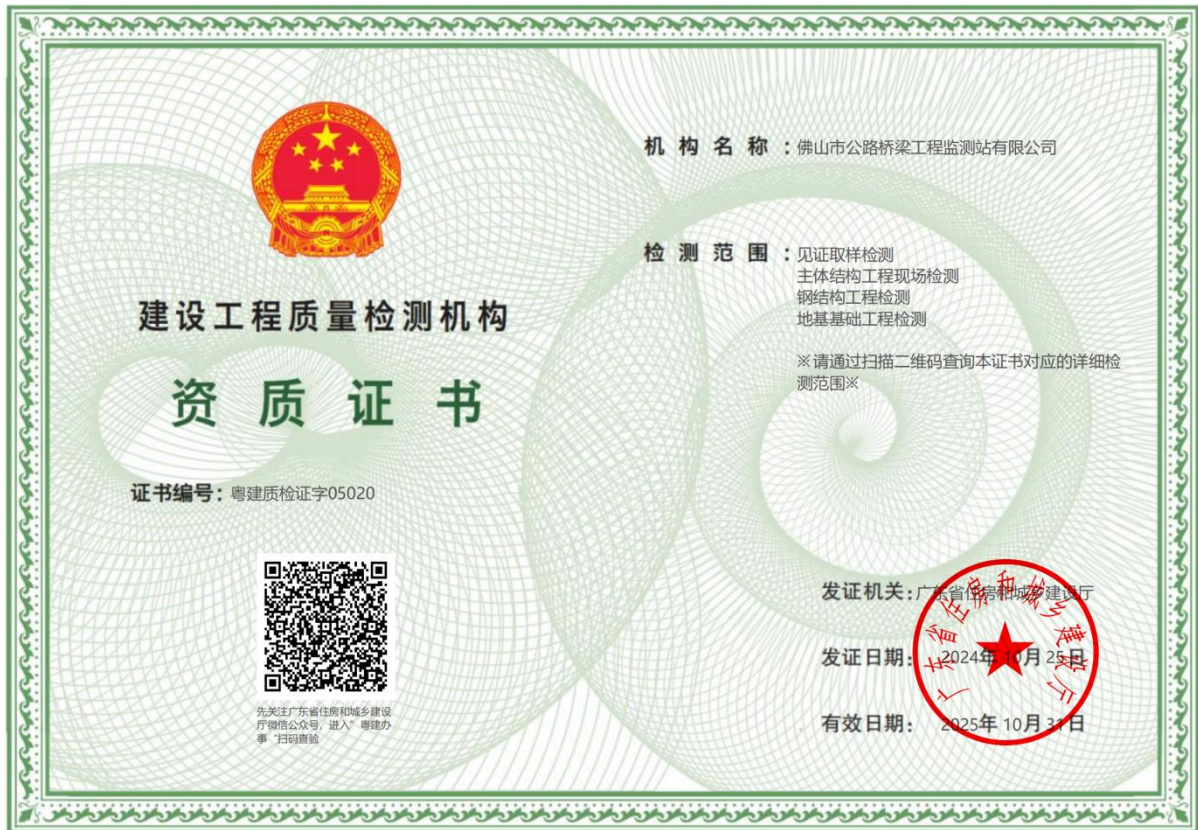 建设工程质量检测机构
资质证书
证书编号：粤建质检证字05020
先关注广东省住房和城乡建设
厅微信公众号，进入”粤建办
事“扫码查验
机构名称：佛山市公路桥梁工程监测站有限公司
检测范围：见证取样检测
主体结构工程现场检测
钢结构工程检测
地基基础工程检测
※请通过扫描二维码查询本证书对应的详细检
测范围※
发证机关：广东省住房和城乡建设厅
发证日期：2024年10月25日
有效日期：2025年10月31日
广东省住房和城乡建设厅